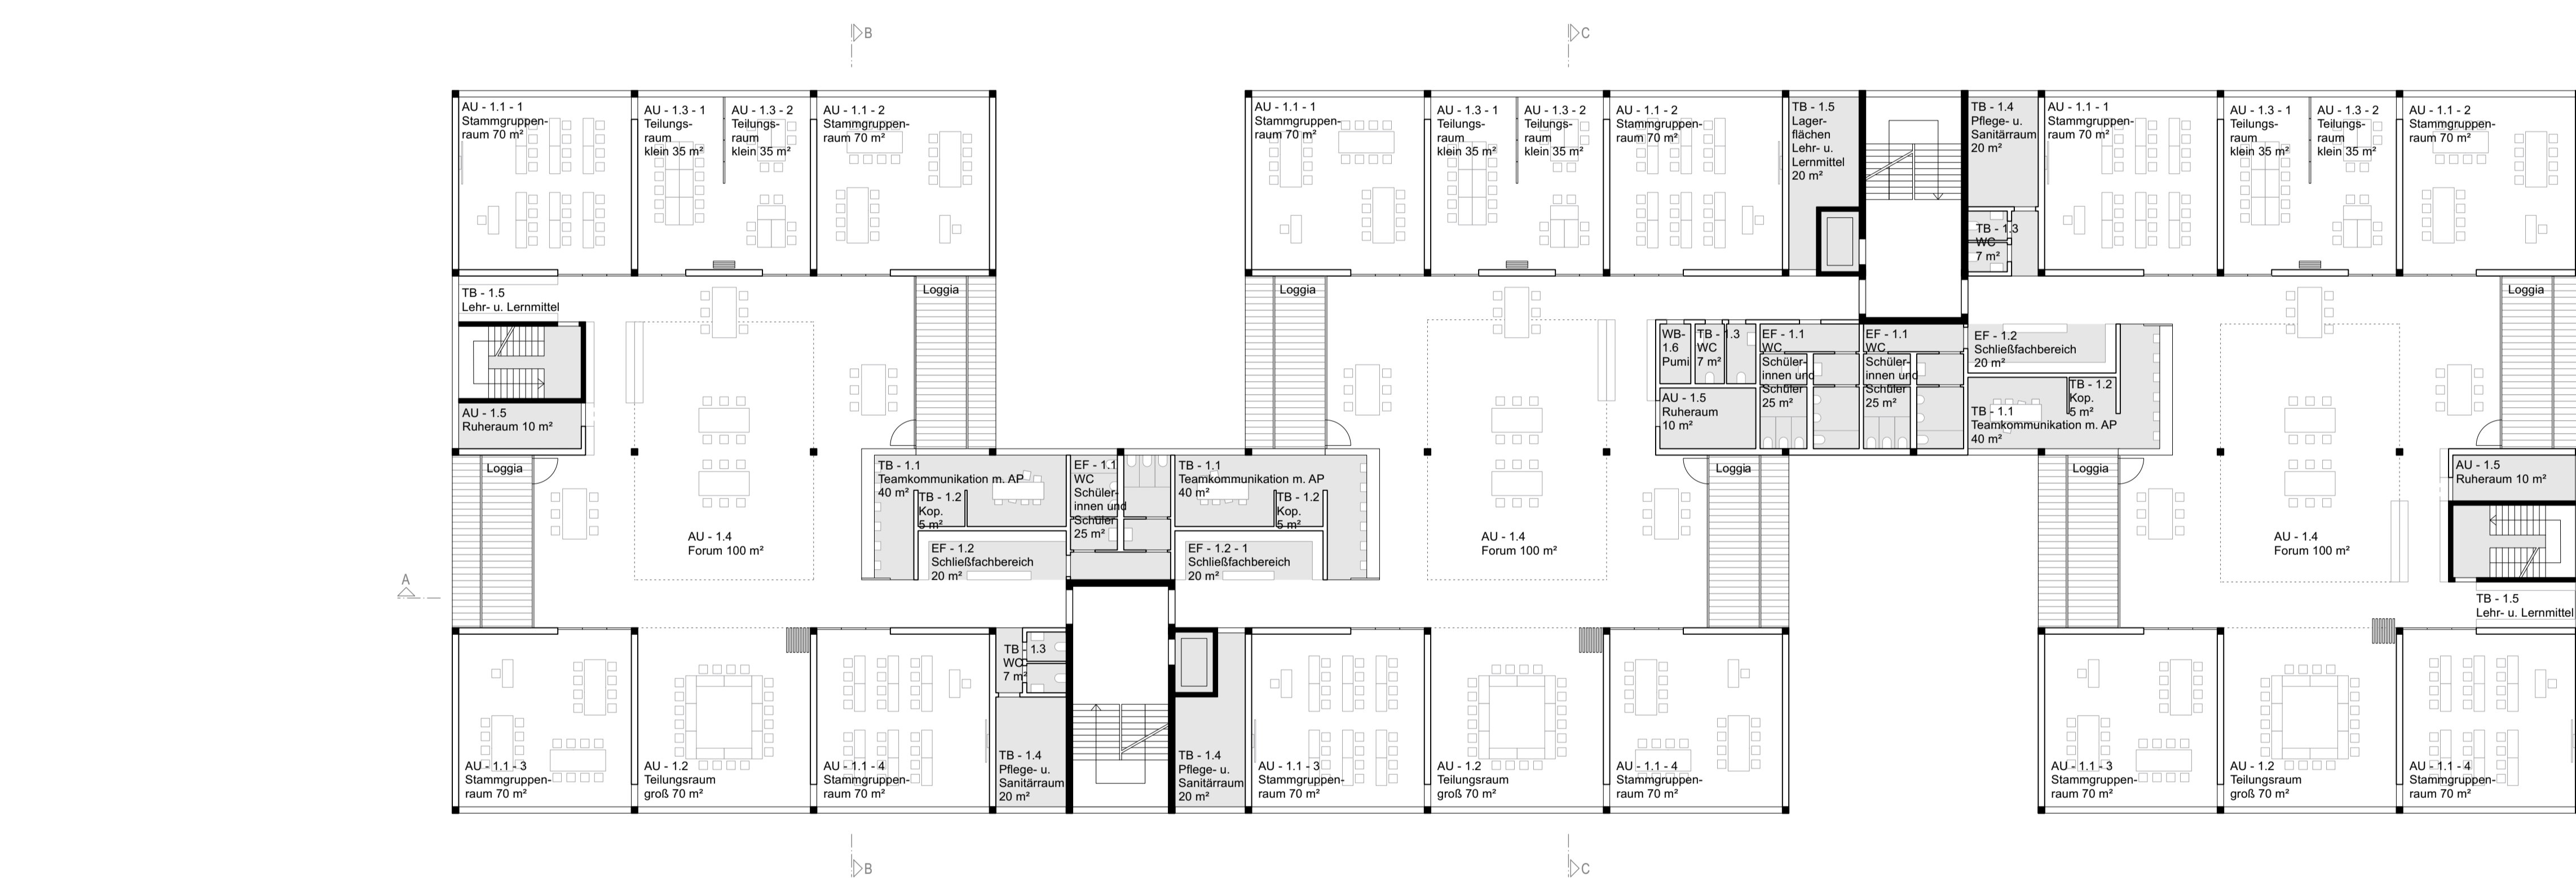 B
C
AU - 1.1 - 1
Stammgruppen-
raum 70 m²
AU - 1.3 - 1
Teilungs-
raum
klein 35 m²
AU - 1.3 - 2
Teilungs-
raum
klein 35 m²
AU - 1.1 - 2
Stammgruppen-
raum 70 m²
AU - 1.1 - 1
Stammgruppen-
raum 70 m²
AU - 1.3 - 1
Teilungs-
raum
klein 35 m²
AU - 1.3 - 2
Teilungs-
raum
klein 35 m²
AU - 1.1 - 2
Stammgruppen-
raum 70 m²
TB - 1.5
Lager-
flächen
Lehr- u.
Lernmittel
20 m²
TB - 1.4
Pflege- u.
Sanitärraum
20 m²
TB - 1.3
WC
7 m²
AU - 1.1 - 1
Stammgruppen-
raum 70 m²
AU - 1.3 - 1
Teilungs-
raum
klein 35 m²
AU - 1.3 - 2
Teilungs-
raum
klein 35 m²
AU - 1.1 - 2
Stammgruppen-
raum 70 m²
TB - 1.5
Lehr- u. Lernmittel
Loggia
Loggia
Loggia
WB-
1.6
Pumi
TB - 1.3
WC
7 m²
EF - 1.1
WC
Schüler-
innen und
Schüler
25 m²
EF - 1.1
WC
Schüler-
innen und
Schüler
25 m²
EF - 1.2
Schließfachbereich
20 m²
AU - 1.5
Ruheraum 10 m²
AU - 1.5
Ruheraum
10 m²
TB - 1.1
Teamkommunikation m. AP
40 m²
TB - 1.2
Kop.
5 m²
Loggia
TB - 1.1
Teamkommunikation m. AP
40 m²
TB - 1.2
Kop.
5 m²
EF - 1.1
WC
Schüler-
innen und
Schüler
25 m²
TB - 1.1
Teamkommunikation m. AP
40 m²
TB - 1.2
Kop.
5 m²
Loggia
Loggia
AU - 1.5
Ruheraum 10 m²
AU - 1.4
Forum 100 m²
EF - 1.2
Schließfachbereich
20 m²
EF - 1.2 - 1
Schließfachbereich
20 m²
AU - 1.4
Forum 100 m²
AU - 1.4
Forum 100 m²
A
TB - 1.5
Lehr- u. Lernmittel
TB - 1.3
WC
7 m²
AU - 1.1 - 3
Stammgruppen-
raum 70 m²
AU - 1.2
Teilungsraum
groß 70 m²
AU - 1.1 - 4
Stammgruppen-
raum 70 m²
TB - 1.4
Pflege- u.
Sanitärraum
20 m²
TB - 1.4
Pflege- u.
Sanitärraum
20 m²
AU - 1.1 - 3
Stammgruppen-
raum 70 m²
AU - 1.2
Teilungsraum
groß 70 m²
AU - 1.1 - 4
Stammgruppen-
raum 70 m²
AU - 1.1 - 3
Stammgruppen-
raum 70 m²
AU - 1.2
Teilungsraum
groß 70 m²
AU - 1.1 - 4
Stammgruppen-
raum 70 m²
B
C